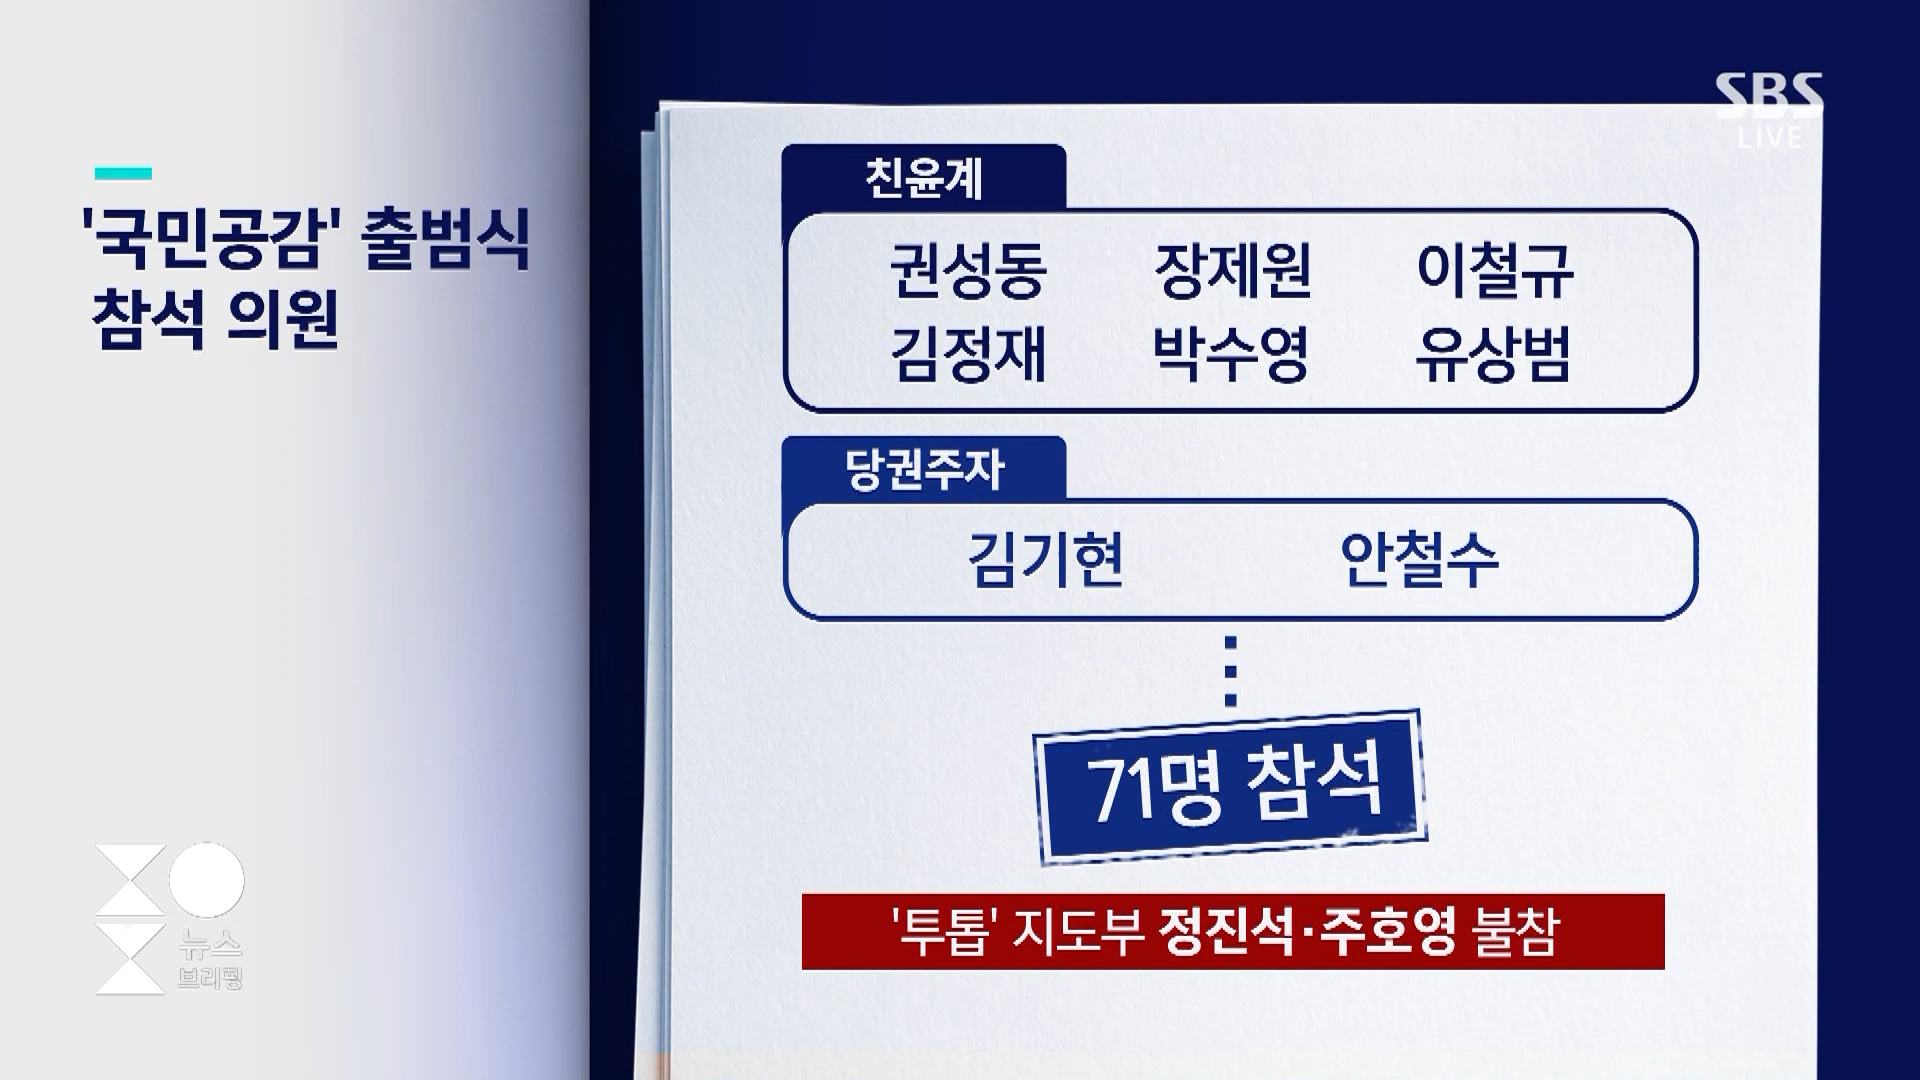 SBS
LIVE
'국민공감' 출범식
참석 의원
친윤계
권성동 장제원 이철규
김정재 박수영 유상범
당권주자
김기현 안철수
71명 참석
'투톱' 지도부 정진석·주호영 불참
뉴스
브리핑